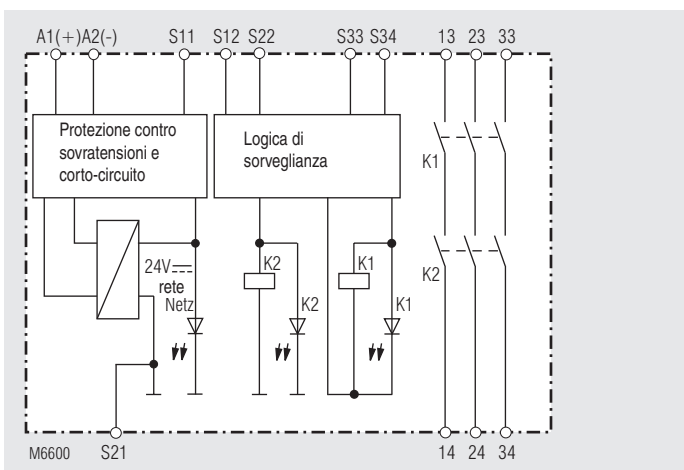 A1(+)A2(-) S11 S12 S22 S33 S34 13 23 33
Protezione contro
sovratensioni e
corto-circuito
Logica di
sorveglianza
K1
K2
24V
rete
Netz
K2
K2
K1
K1
M6600 S21 14 24 34